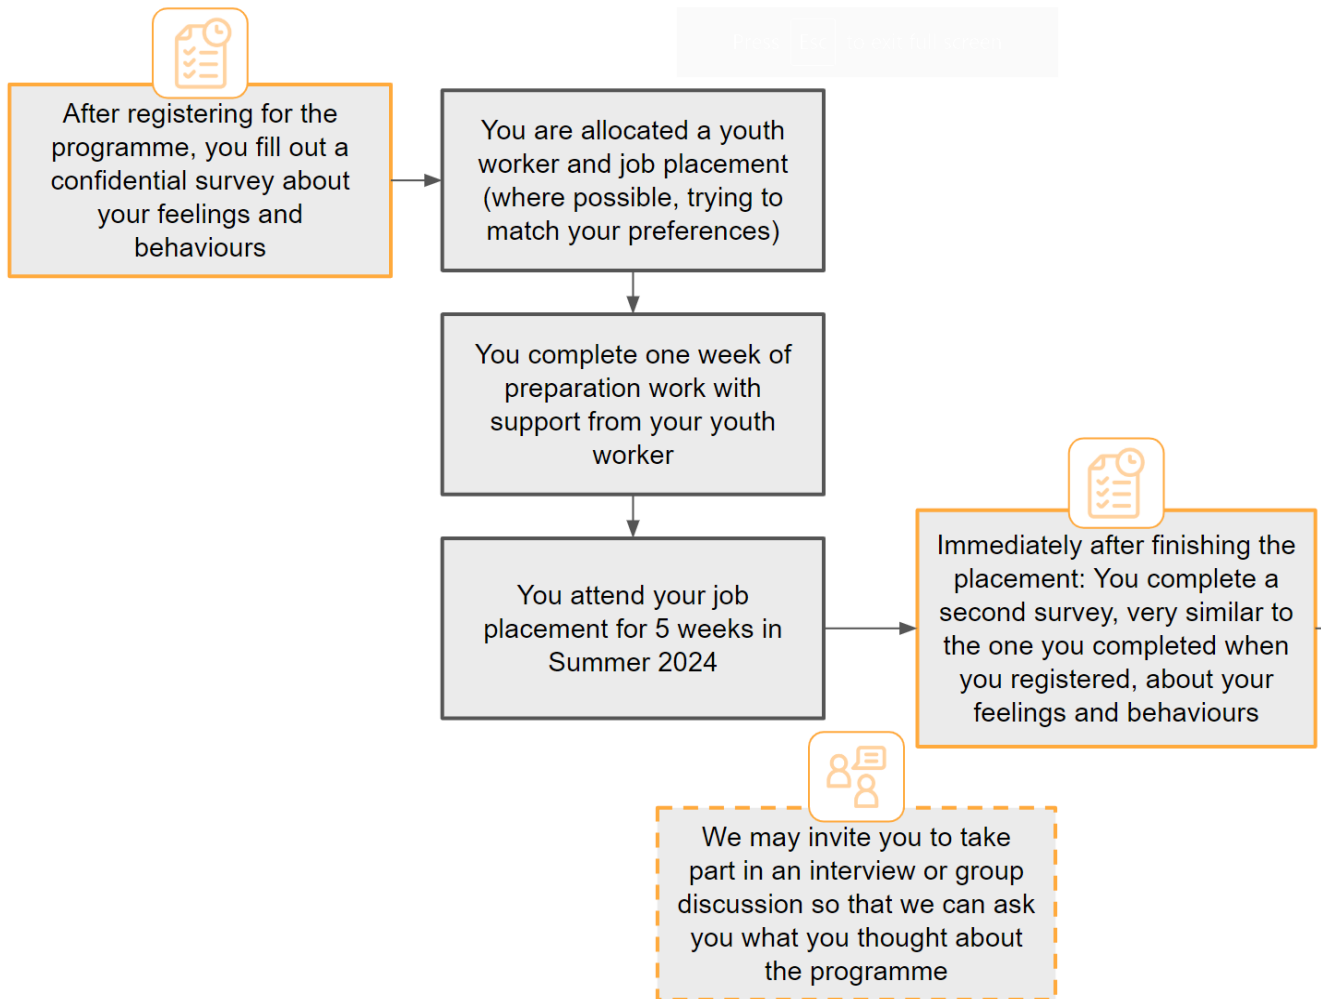 After registering for the
programme, you fill out a
confidential survey about
your feelings and
behaviours
You are allocated a youth
worker and job placement
(where possible, trying to
match your preferences)
You complete one week of
preparation work with
support from your youth
worker
You attend your job
placement for 5 weeks in
Summer 2024
Immediately after finishing the
placement: You complete a
second survey, very similar to
the one you completed when
you registered, about your
feelings and behaviours
We may invite you to take
part in an interview or group
discussion so that we can ask
you what you thought about
the programme